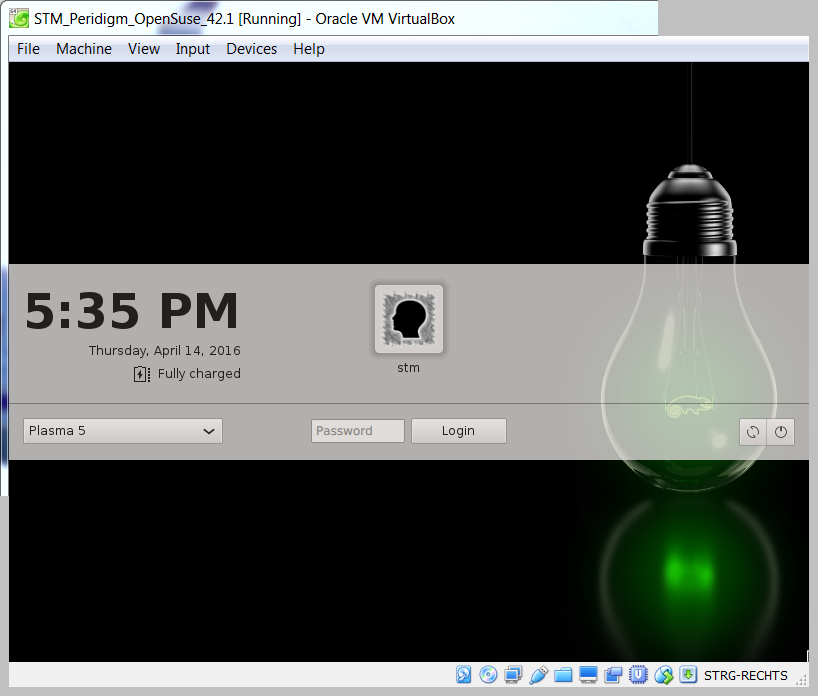 STM_Peridigm_OpenSuse_42.1 [Running] - Oracle VM VirtualBox
File Machine View Input Devices Help
5:35 PM
Thursday, April 14, 2016
Fully charged
stm
Plasma 5
Password
Login
STRG-RECHTS